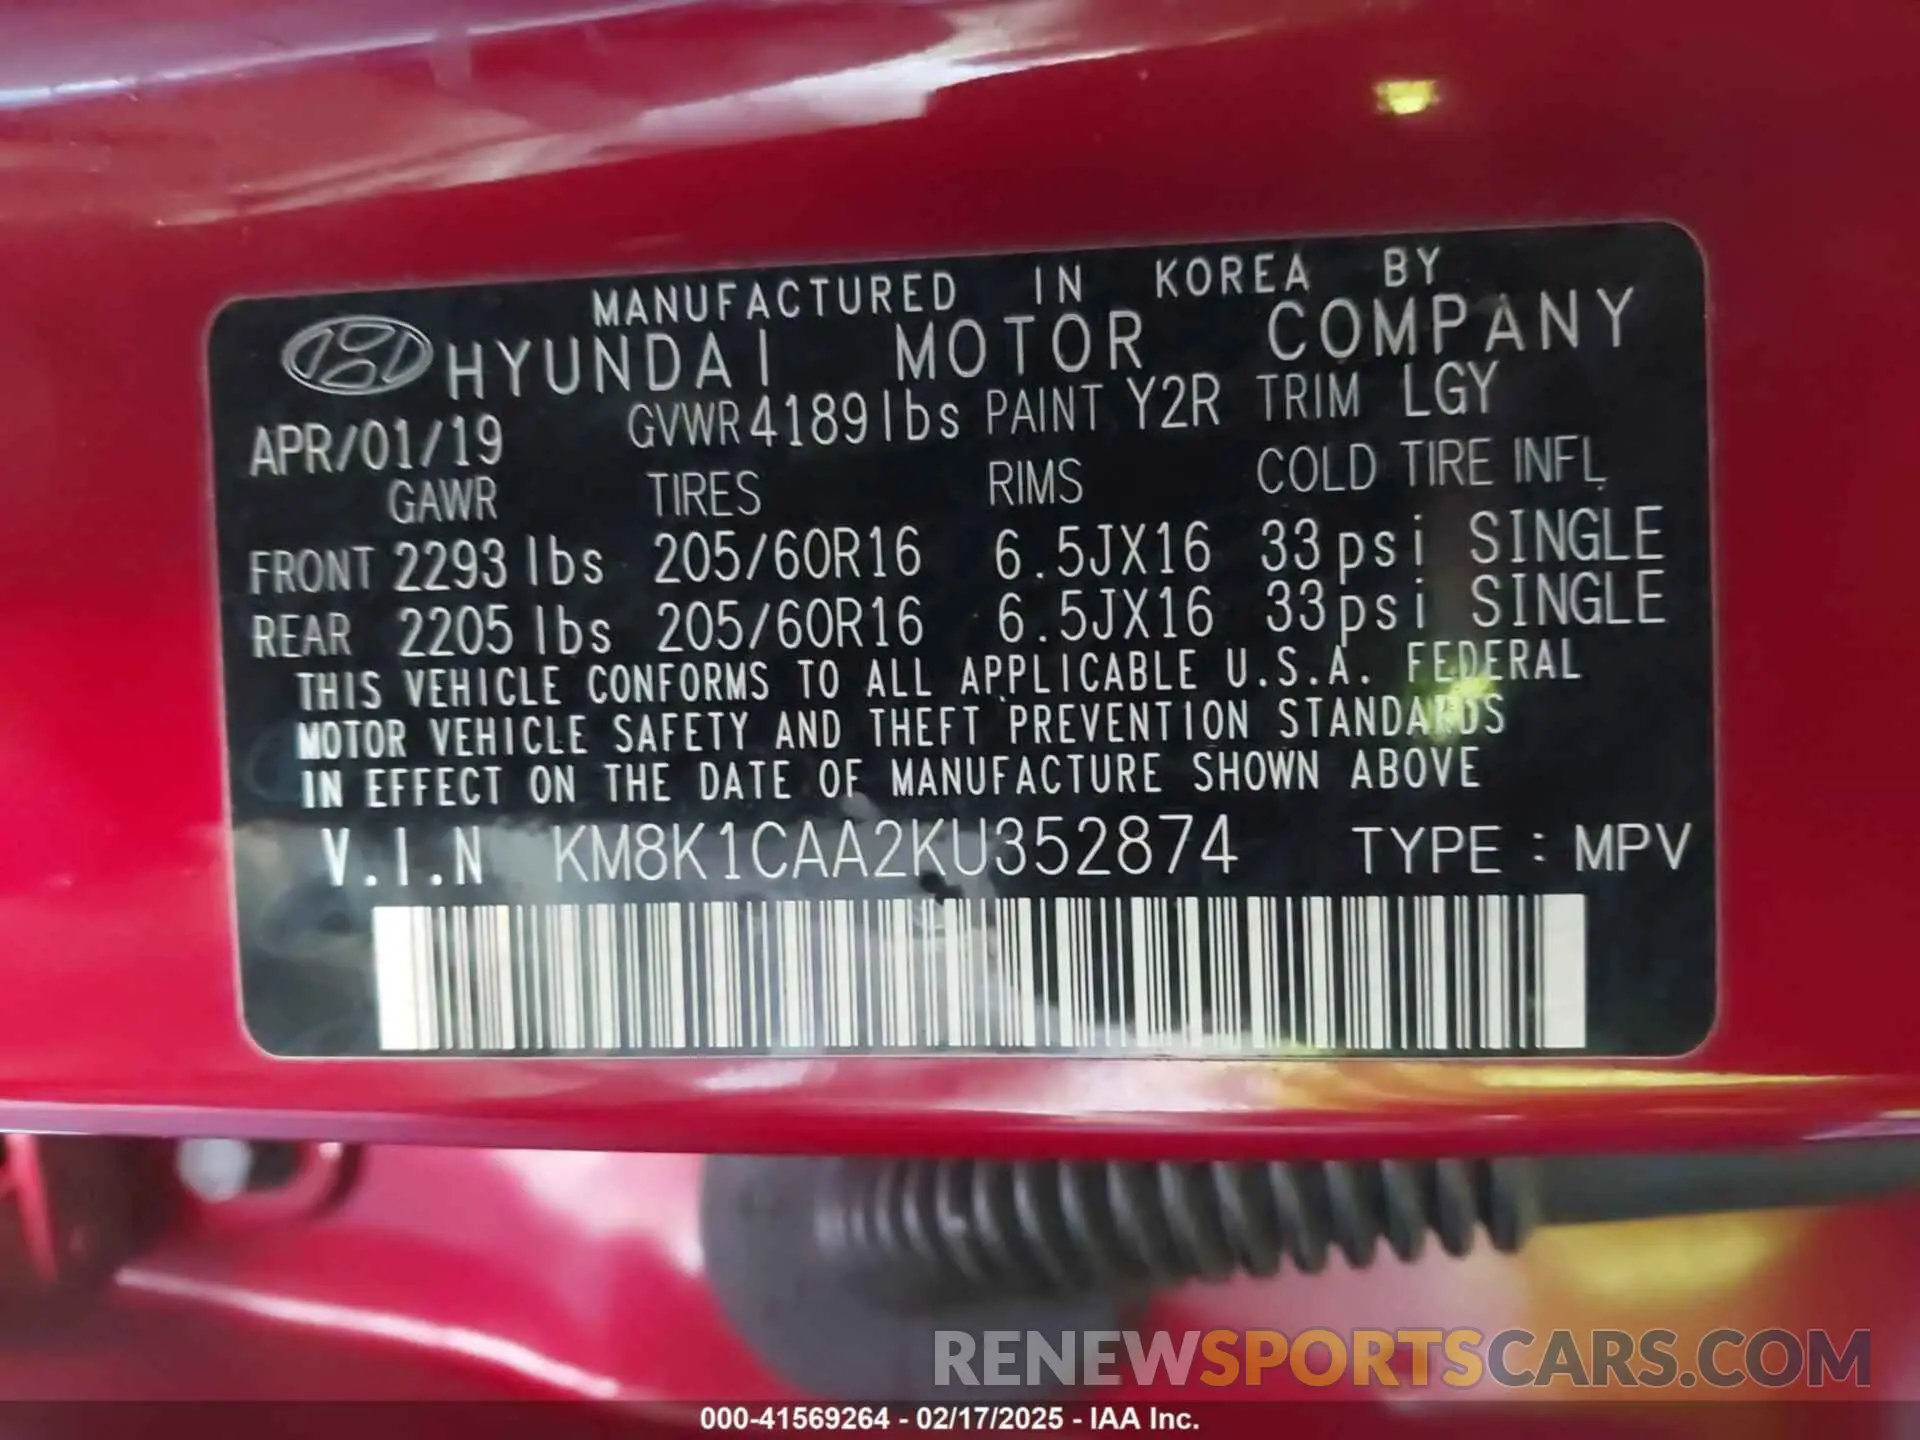 MANUFACTURED IN KOREA BY
HYUNDAI MOTOR COMPANY
APR/01/19 GVWR 4189lbs PAINT Y2R TRIM LGY
GAWR TIRES RIMS COLD TIRE INFL
FRONT 2293 lbs 205/60R16 6.5JX16 33psi SINGLE
REAR 2205 lbs 205/60R16 6.5JX16 33psi SINGLE
THIS VEHICLE CONFORMS TO ALL APPLICABLE U.S.A. FEDERAL
MOTOR VEHICLE SAFETY AND THEFT PREVENTION STANDARDS
IN EFFECT ON THE DATE OF MANUFACTURE SHOWN ABOVE
V.I.N KM8K1CAA2KU352874 TYPE : MPV
RENEWSPORTSCARS.COM
000-41569264 - 02/17/2025 - IAA Inc.